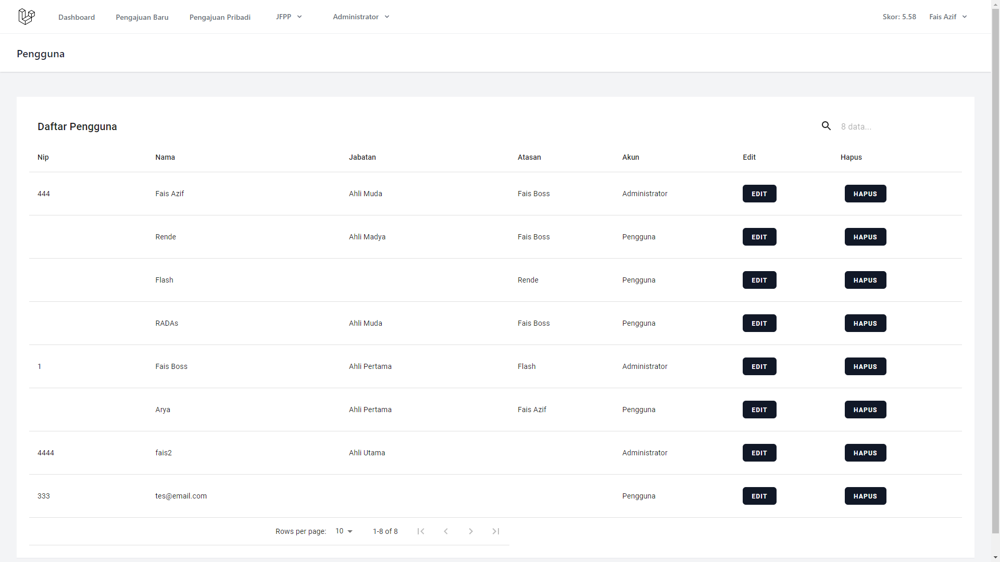 Dashboard Pengajuan Baru Pengajuan Pribadi JFPP Administrator Skor: 5.58 Fais Azif
Pengguna
Daftar Pengguna 8 data...
Nip Nama Jabatan Atasan Akun Edit Hapus
444 Fais Azif Ahli Muda Fais Boss Administrator EDIT HAPUS
Rende Ahli Madya Fais Boss Pengguna EDIT HAPUS
Flash Rende Pengguna EDIT HAPUS
RADAs Ahli Muda Fais Boss Pengguna EDIT HAPUS
1 Fais Boss Ahli Pertama Flash Administrator EDIT HAPUS
Arya Ahli Pertama Fais Azif Pengguna EDIT HAPUS
4444 fais2 Ahli Utama Administrator EDIT HAPUS
333 tes@email.com Pengguna EDIT HAPUS
Rows per page: 10 1-8 of 8